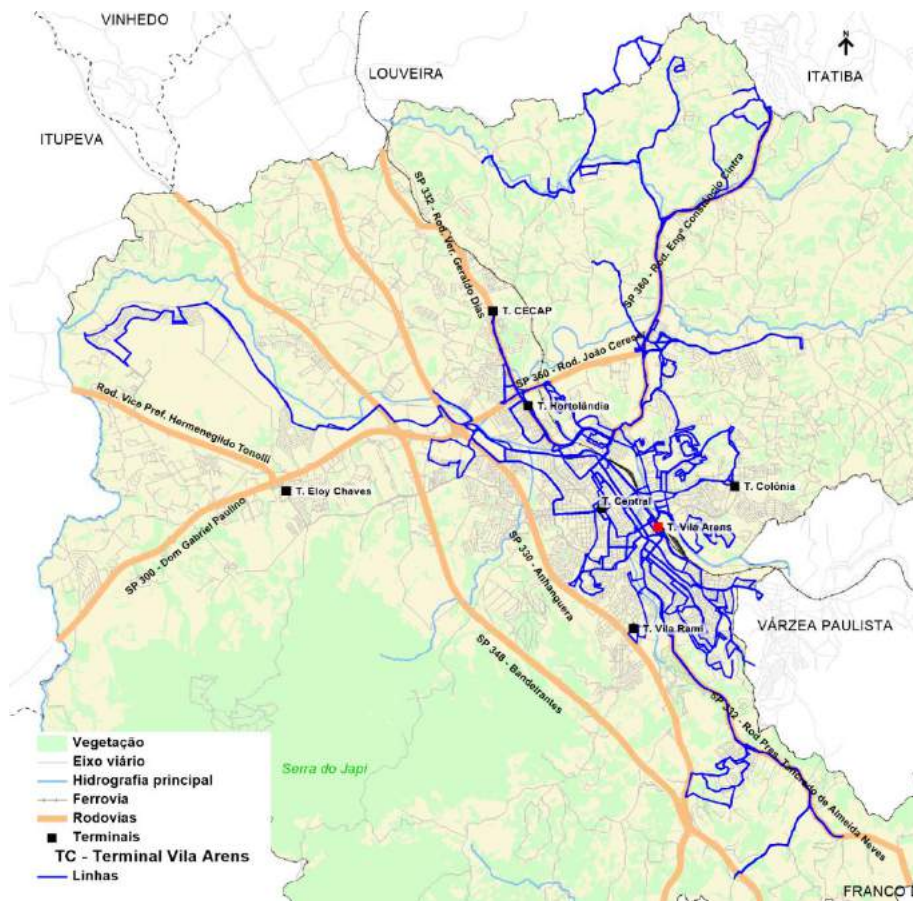 VINHEDO
N
LOUVEIRA
ITATIBA
ITUPEVA
SP 332 - Rod. Ver. Geraldo Dias
SP 360 - Rod. Engº Constâncio Cintra
T. CECAP
SP 360 - Rod. João Cereser
Rod. Vice Pref. Hermenegildo Tonolli
T. Hortolândia
T. Eloy Chaves
T. Colônia
T. Central
T. Vila Arens
SP 300 - Dom Gabriel Paulino
SP 330 - Anhanguera
T. Vila Rami
VÁRZEA PAULISTA
SP 348 - Bandeirantes
SP 332 - Rod Pres. Tancredo de Almeida Neves
Serra do Japi
Vegetação
Eixo viário
Hidrografia principal
Ferrovia
Rodovias
Terminais
TC - Terminal Vila Arens
Linhas
FRANCO